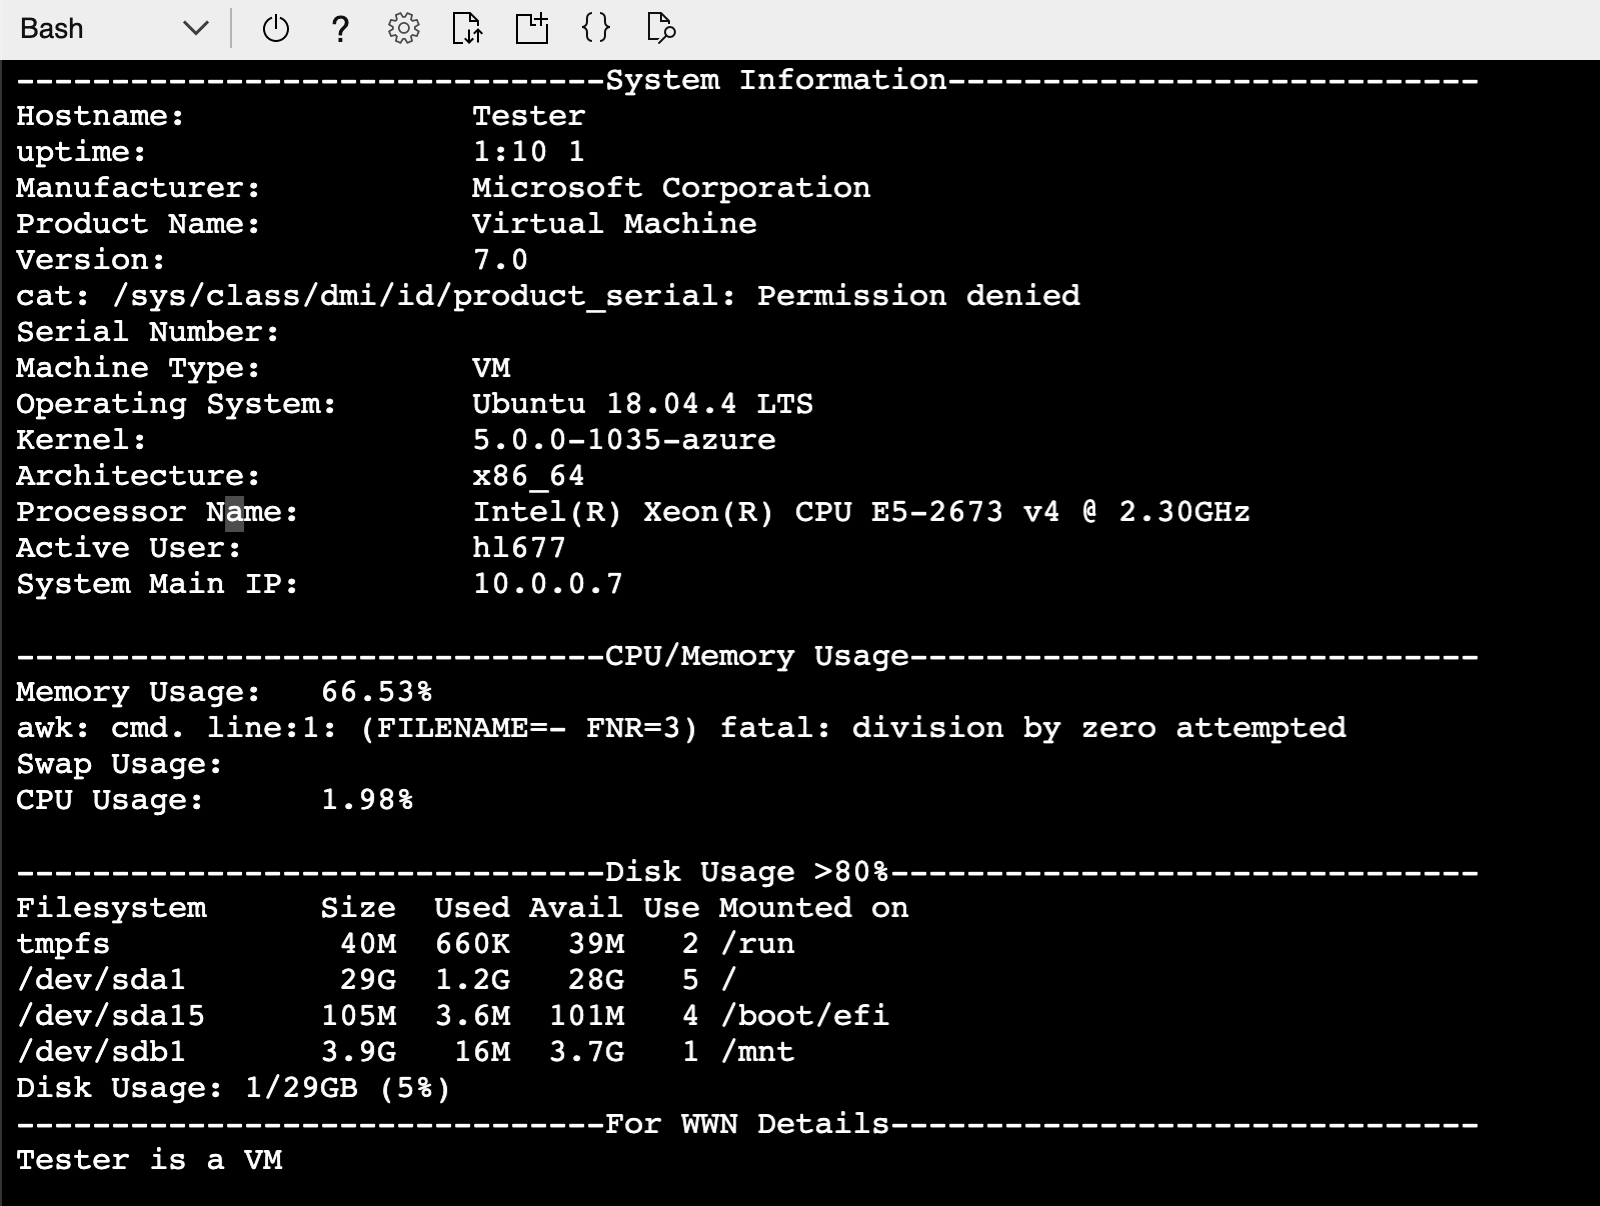 Bash
-------------------------------System Information----------------------------
Hostname:               Tester
uptime:                 1:10 1
Manufacturer:           Microsoft Corporation
Product Name:           Virtual Machine
Version:                7.0
cat: /sys/class/dmi/id/product_serial: Permission denied
Serial Number:
Machine Type:           VM
Operating System:       Ubuntu 18.04.4 LTS
Kernel:                 5.0.0-1035-azure
Architecture:           x86_64
Processor Name:         Intel(R) Xeon(R) CPU E5-2673 v4 @ 2.30GHz
Active User:            hl677
System Main IP:         10.0.0.7
-------------------------------CPU/Memory Usage------------------------------
Memory Usage:   66.53%
awk: cmd. line:1: (FILENAME=- FNR=3) fatal: division by zero attempted
Swap Usage:
CPU Usage:      1.98%
-------------------------------Disk Usage >80%-------------------------------
Filesystem      Size  Used Avail Use Mounted on
tmpfs            40M  660K   39M   2 /run
/dev/sda1        29G  1.2G   28G   5 /
/dev/sda15      105M  3.6M  101M   4 /boot/efi
/dev/sdb1       3.9G   16M  3.7G   1 /mnt
Disk Usage: 1/29GB (5%)
-------------------------------For WWN Details-------------------------------
Tester is a VM